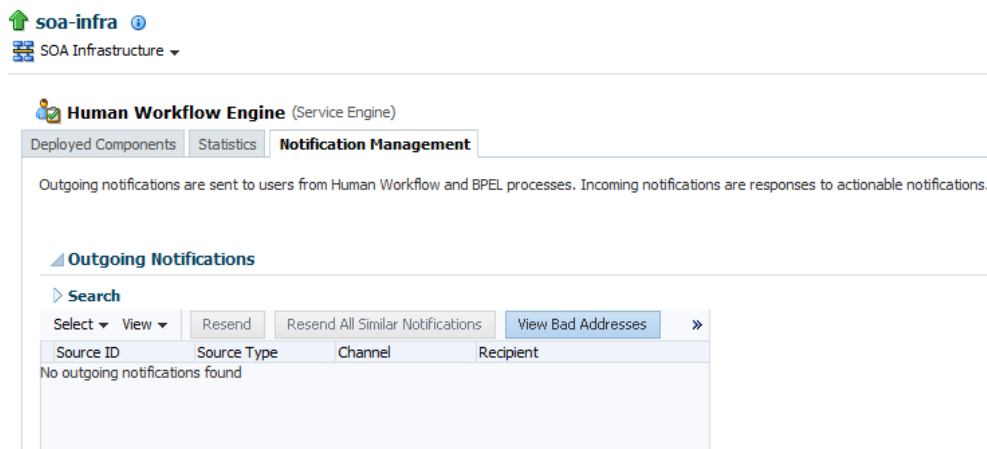 soa-infra
SOA Infrastructure
Human Workflow Engine (Service Engine)
Deployed Components Statistics Notification Management
Outgoing notifications are sent to users from Human Workflow and BPEL processes. Incoming notifications are responses to actionable notifications.
Outgoing Notifications
Search
Select View Resend Resend All Similar Notifications View Bad Addresses »
Source ID Source Type Channel Recipient
No outgoing notifications found